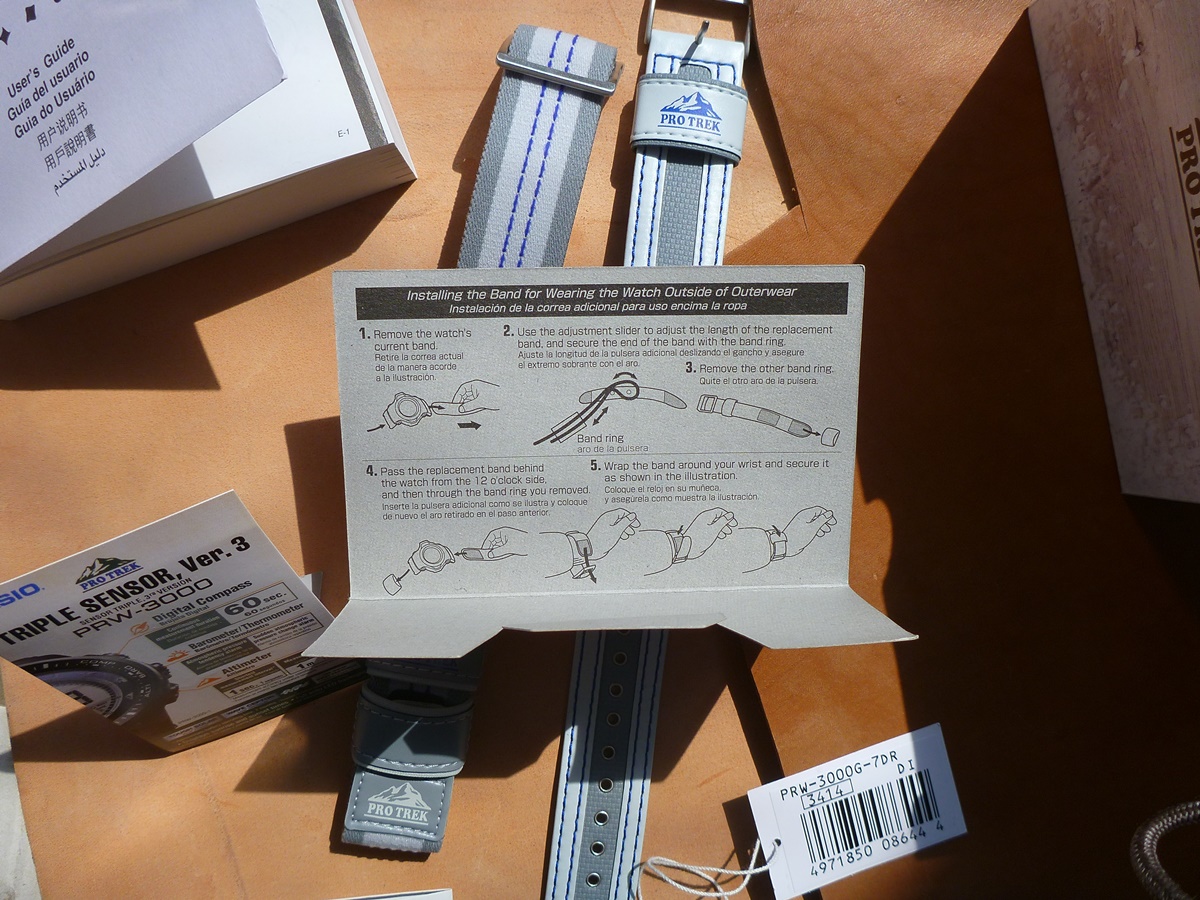 User's Guide
Guía del usuario
Guia do Usuário
用户说明书
用戶說明書
دليل المستخدم
E-1
PRO TREK
PRO
Installing the Band for Wearing the Watch Outside of Outerwear
Instalación de la correa adicional para uso encima la ropa
1. Remove the watch's
current band.
Retire la correa actual
de la manera acorde
a la ilustración.
2. Use the adjustment slider to adjust the length of the replacement
band, and secure the end of the band with the band ring.
Ajuste la longitud de la pulsera adicional deslizando el gancho y asegure
el extremo sobrante con el aro.
3. Remove the other band ring.
Quite el otro aro de la pulsera.
Band ring
aro de la pulsera
4. Pass the replacement band behind
the watch from the 12 o'clock side,
and then through the band ring you removed.
Inserte la pulsera adicional como se ilustra y coloque
de nuevo el aro retirado en el paso anterior.
5. Wrap the band around your wrist and secure it
as shown in the illustration.
Coloque el reloj en su muñeca,
y asegúrela como muestra la ilustración.
SIO
PRO TREK
TRIPLE SENSOR, Ver. 3
SENSOR TRIPLE, 3ra VERSION
PRW-3000
Digital Compass
60 sec.
Barometer/Thermometer
Altimeter
1 sec.
PRO TREK
PRW-3000G-7DR
3414 DI
4971850 08644 4